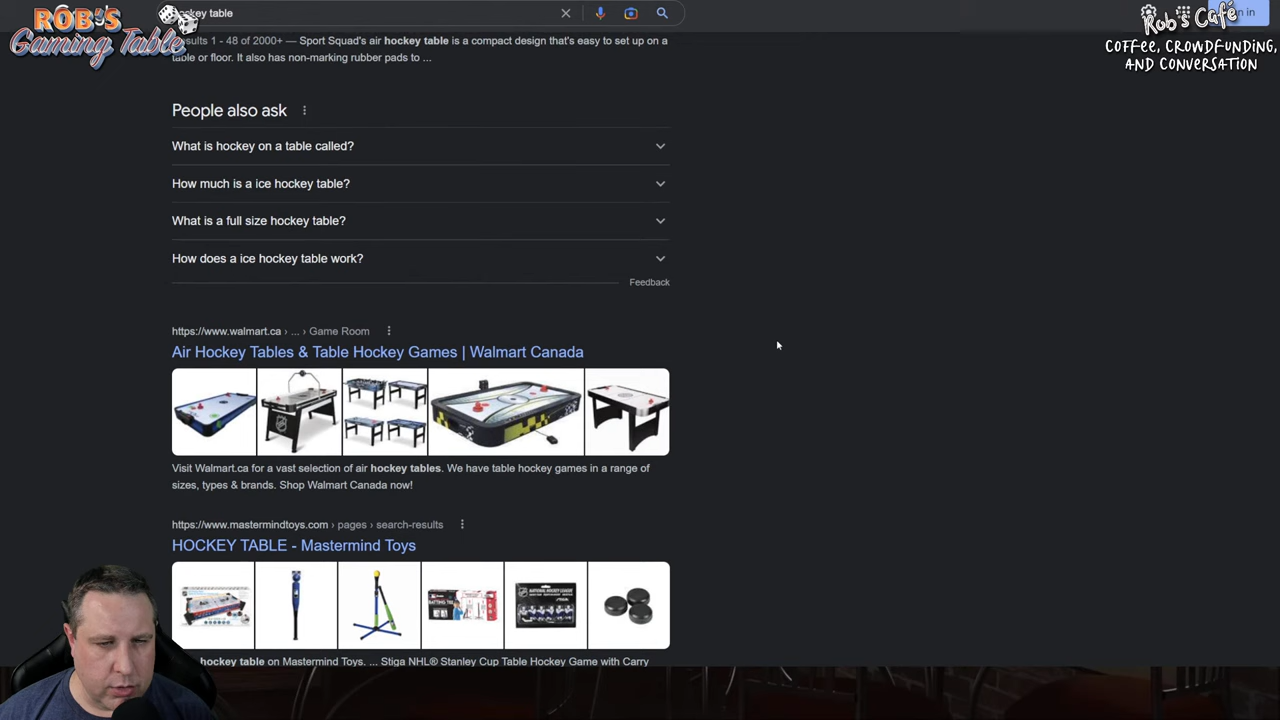 ROB'S
Gaming Table
hockey table
Rob's Café
COFFEE, CROWDFUNDING,
AND CONVERSATION
in
Results 1 - 48 of 2000+ — Sport Squad's air hockey table is a compact design that's easy to set up on a
table or floor. It also has non-marking rubber pads to ...
People also ask
What is hockey on a table called?
How much is a ice hockey table?
What is a full size hockey table?
How does a ice hockey table work?
Feedback
https://www.walmart.ca › ... › Game Room
Air Hockey Tables & Table Hockey Games | Walmart Canada
Visit Walmart.ca for a vast selection of air hockey tables. We have table hockey games in a range of
sizes, types & brands. Shop Walmart Canada now!
https://www.mastermindtoys.com › pages › search-results
HOCKEY TABLE - Mastermind Toys
hockey table on Mastermind Toys. ... Stiga NHL® Stanley Cup Table Hockey Game with Carry